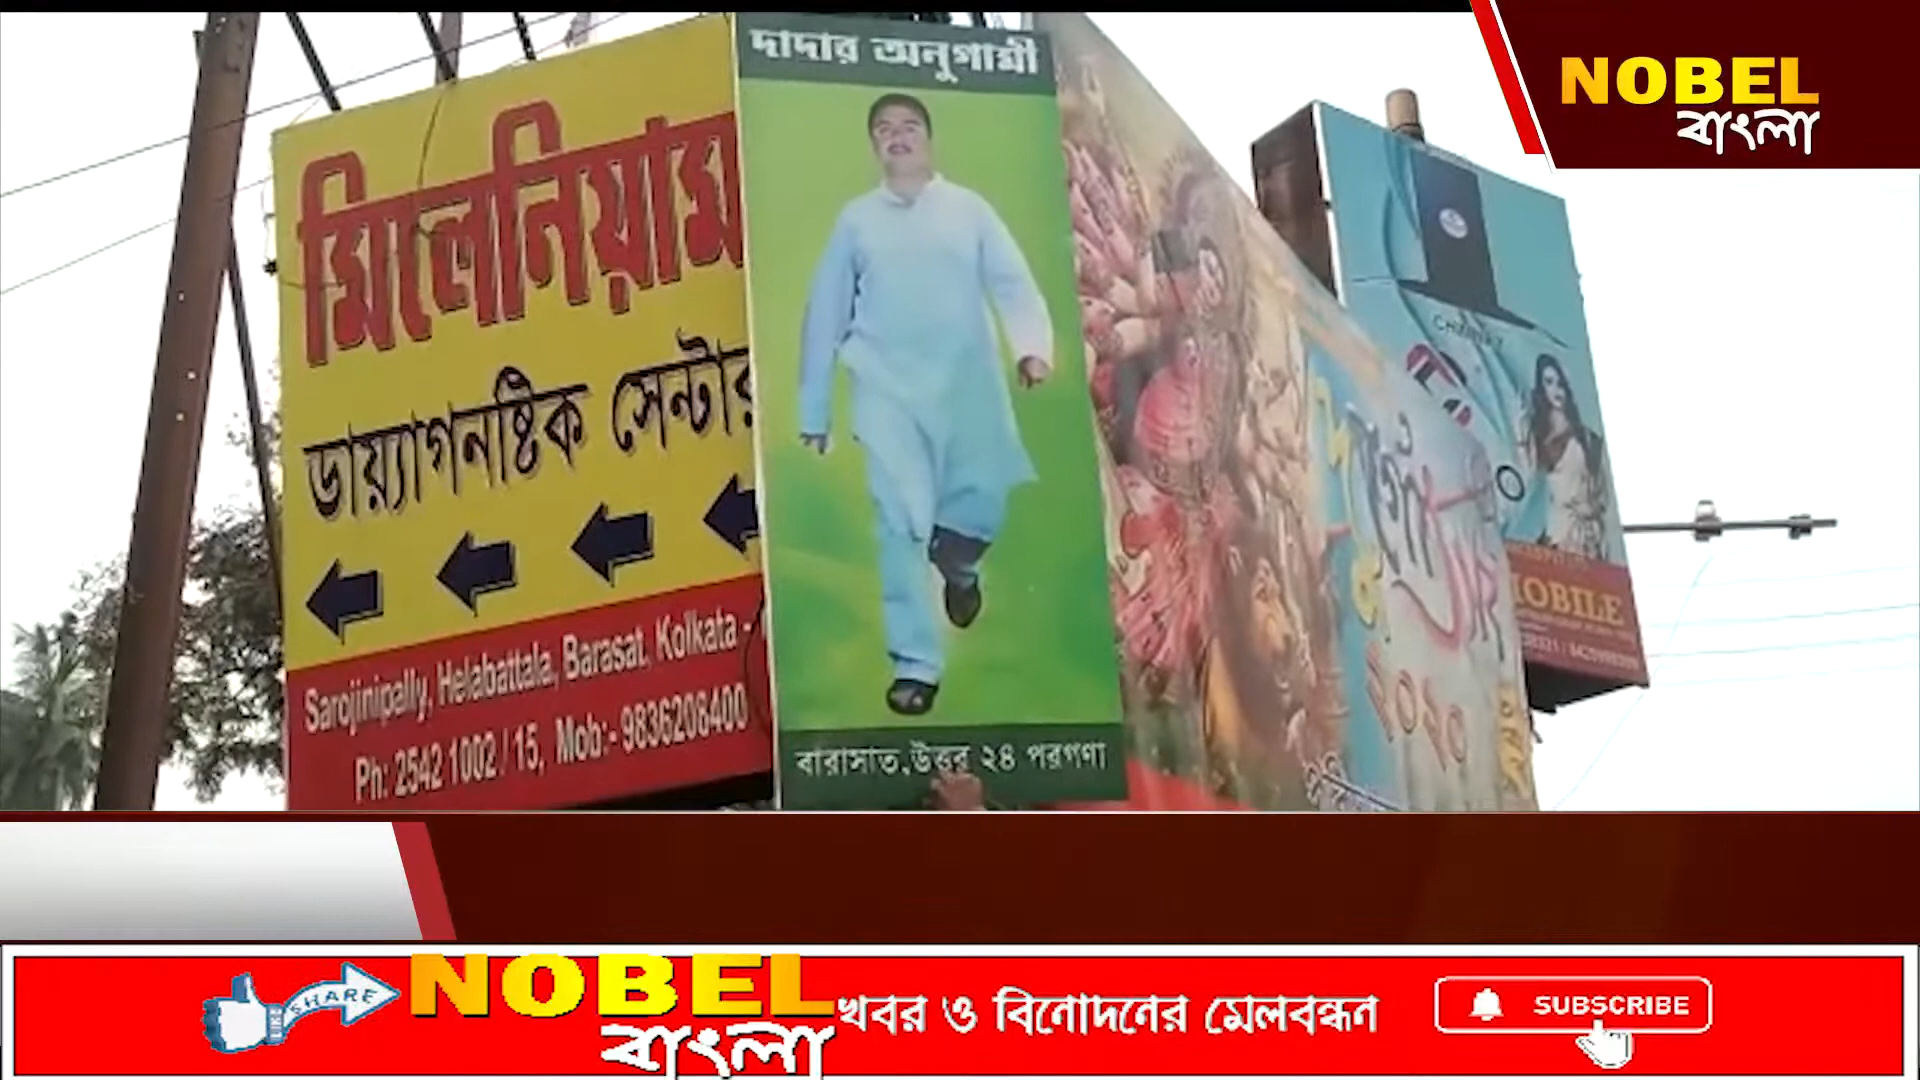 NOBEL
বাংলা
মিলেনিয়াম
ডায়্যাগনষ্টিক সেন্টার
Sarojinipally, Helabattala, Barasat, Kolkata -
Ph: 2542 1002 / 15, Mob:- 9836208400
দাদার অনুগামী
বারাসাত.উত্তর ২৪ পরগণা
২০২০
MOBILE
SHARE
NOBEL
বাংলা
খবর ও বিনোদনের মেলবন্ধন
SUBSCRIBE